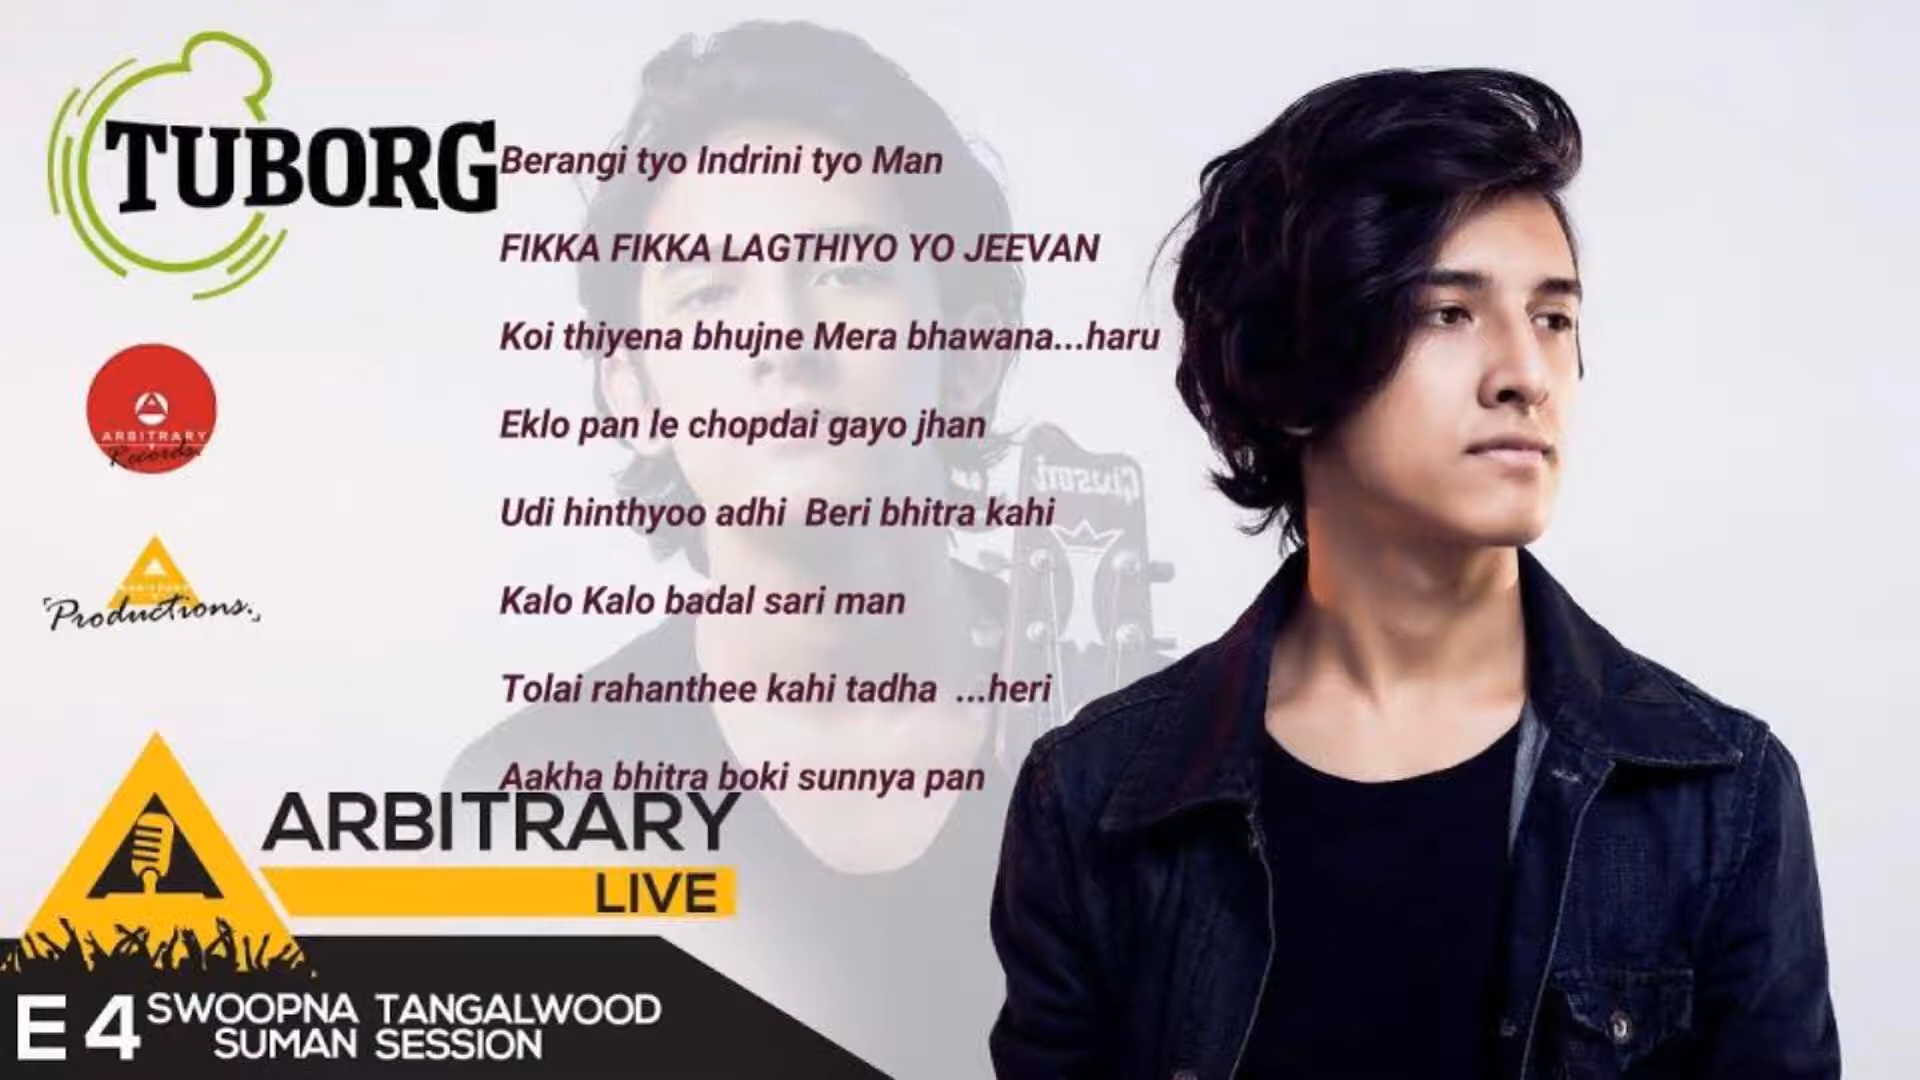 TUBORG
Berangi tyo Indrini tyo Man
FIKKA FIKKA LAGTHIYO YO JEEVAN
Koi thiyena bhujne Mera bhawana...haru
Eklo pan le chopdai gayo jhan
Udi hinthyoo adhi Beri bhitra kahi
Kalo Kalo badal sari man
Tolai rahanthee kahi tadha ...heri
Aakha bhitra boki sunnya pan
ARBITRARY
Records
Productions.
ARBITRARY
LIVE
E 4
SWOOPNA TANGALWOOD
SUMAN SESSION